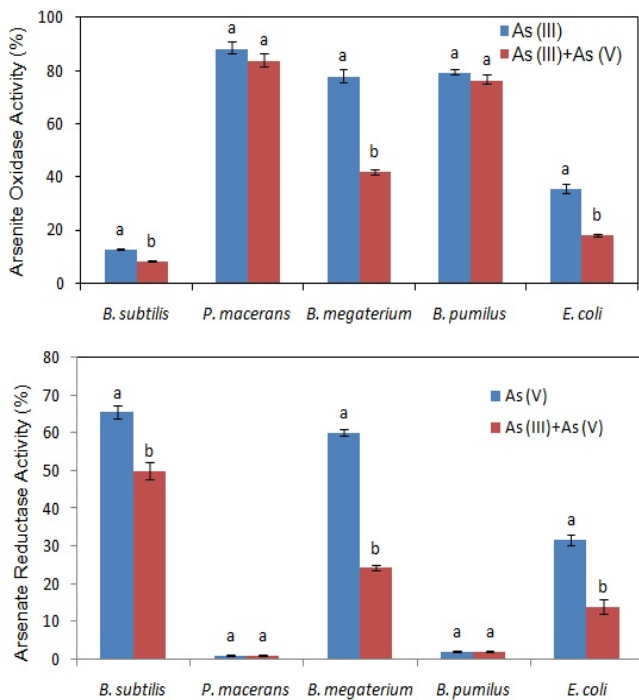 Arsenite Oxidase Activity (%)
100
80
60
40
20
0
As (III)
As (III)+As (V)
a
b
a
a
a
b
a
a
a
b
B. subtilis
P. macerans
B. megaterium
B. pumilus
E. coli
Arsenate Reductase Activity (%)
80
70
60
50
40
30
20
10
0
As (V)
As (III)+As (V)
a
b
a
a
a
b
a
a
a
b
B. subtilis
P. macerans
B. megaterium
B. pumilus
E. coli